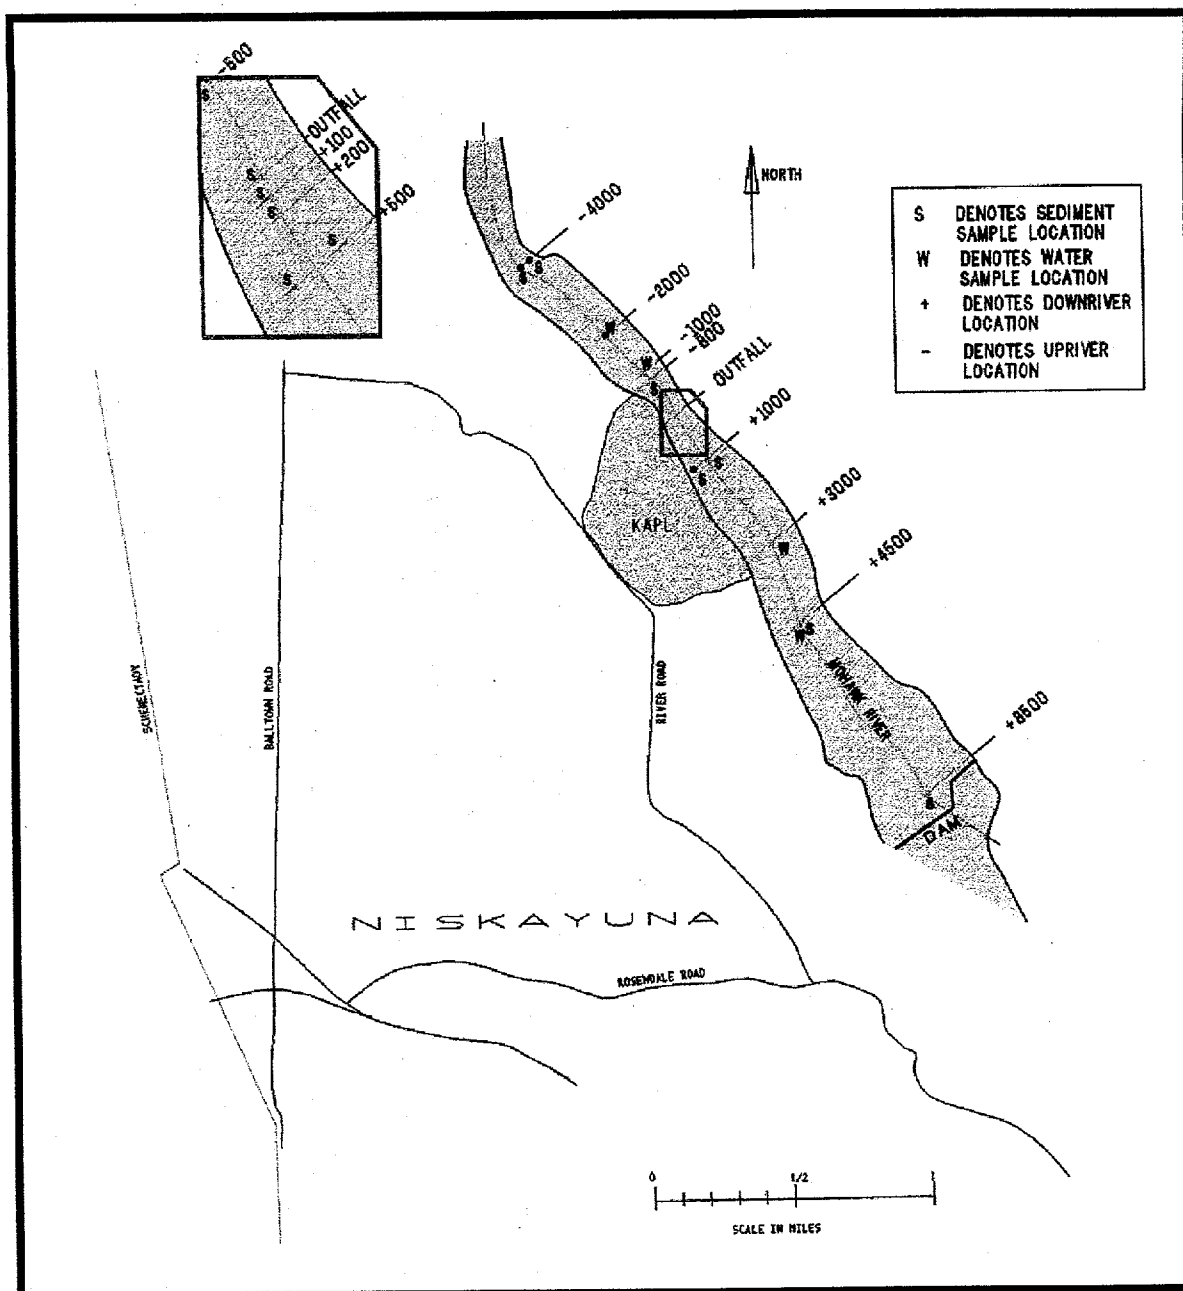 -500
-OUTFALL
+100
+200
+500
NORTH
-4000
-2000
-1000
-800
OUTFALL
+1000
+3000
+4500
+8500
S DENOTES SEDIMENT
SAMPLE LOCATION
W DENOTES WATER
SAMPLE LOCATION
+ DENOTES DOWNRIVER
LOCATION
- DENOTES UPRIVER
LOCATION
S
S
S
S
S
S
S
S
S
W
W
S
S
S
KAPL
W
W S
MOHAWK RIVER
S
DAM
SCHENECTADY
BALLTOWN ROAD
RIVER ROAD
NISKAYUNA
ROSENDALE ROAD
0 1/2
SCALE IN MILES